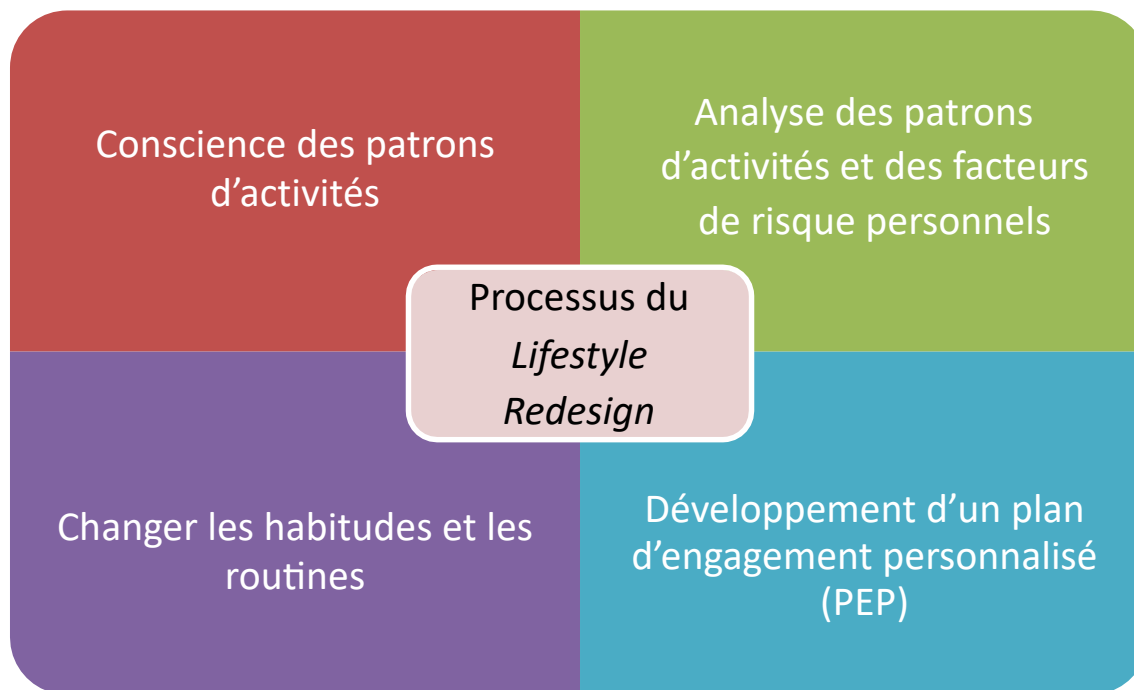 Conscience des patrons
d’activités
Analyse des patrons
d’activités et des facteurs
de risque personnels
Processus du
Lifestyle
Redesign
Changer les habitudes et les
routines
Développement d’un plan
d’engagement personnalisé
(PEP)